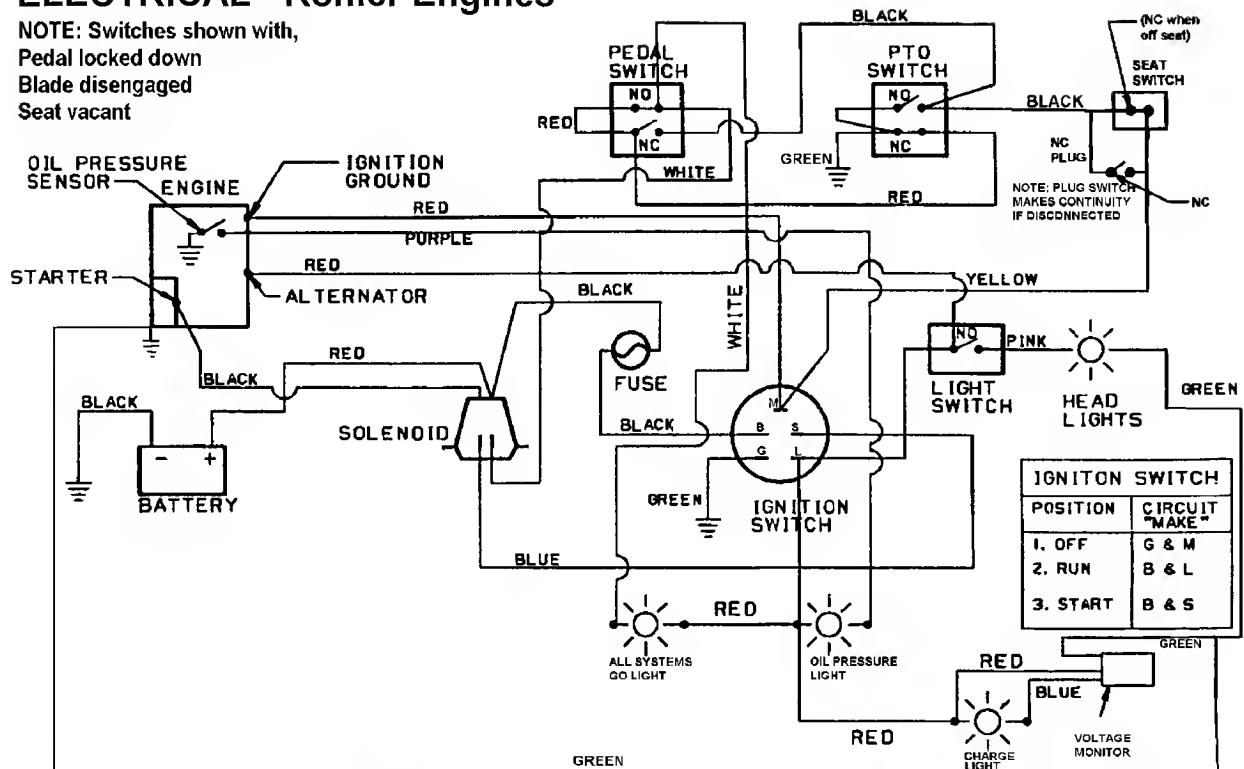 ELECTRICAL - Kohler Engines
NOTE: Switches shown with,
Pedal locked down
Blade disengaged
Seat vacant
BLACK
(NC when
off seat)
PEDAL
SWITCH
PTO
SWITCH
SEAT
SWITCH
NO
NO
BLACK
RED
NC
NC
NC
PLUG
GREEN
OIL PRESSURE
SENSOR
ENGINE
IGNITION
GROUND
WHITE
RED
NOTE: PLUG SWITCH
MAKES CONTINUITY
IF DISCONNECTED
NC
RED
PURPLE
RED
STARTER
ALTERNATOR
BLACK
YELLOW
WHITE
NO
PINK
RED
FUSE
BLACK
LIGHT
SWITCH
HEAD
LIGHTS
GREEN
BLACK
M
BLACK
B
S
SOLENOID
G
L
- +
BATTERY
GREEN
IGNITION
SWITCH
BLUE
IGNITON SWITCH
POSITION
CIRCUIT
"MAKE"
1. OFF G & M
2. RUN B & L
3. START B & S
RED
GREEN
ALL SYSTEMS
GO LIGHT
OIL PRESSURE
LIGHT
RED
BLUE
RED
VOLTAGE
MONITOR
CHARGE
LIGHT
GREEN